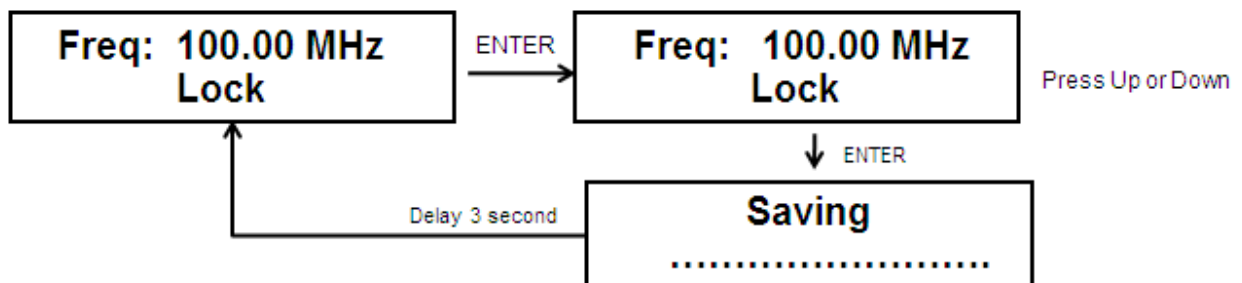 Freq: 100.00 MHz
Lock
ENTER
Freq: 100.00 MHz
Lock
Press Up or Down
ENTER
Saving
.........................
Delay 3 second